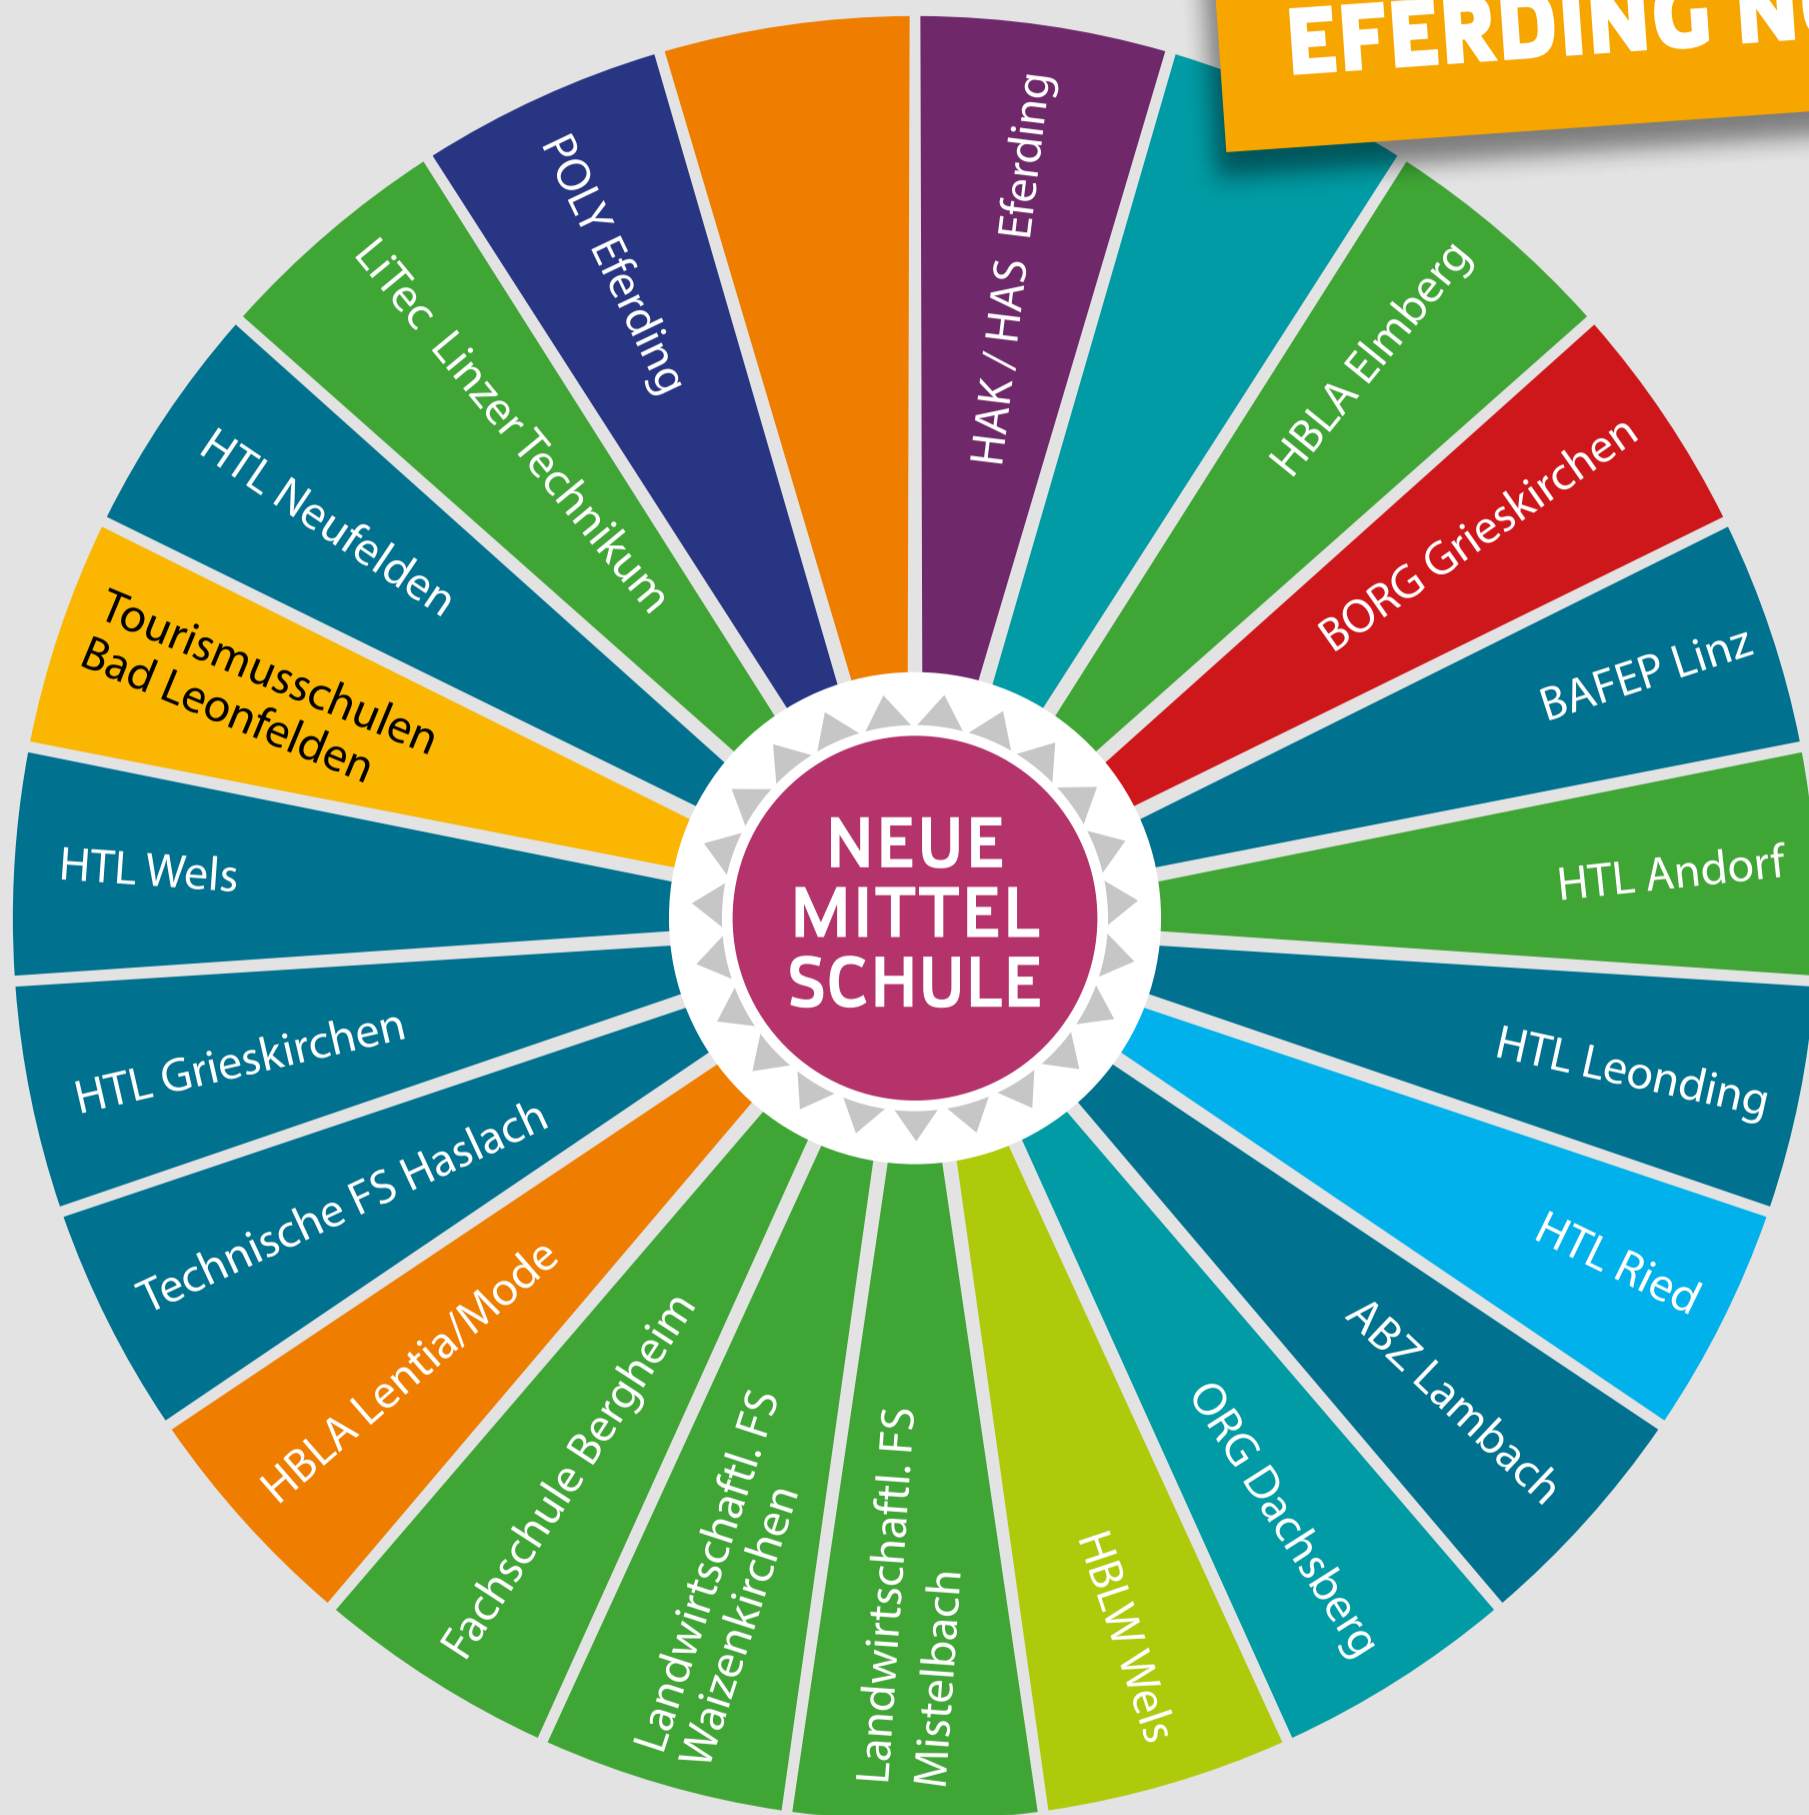 EFERDING
HAK / HAS Eferding
HBLA Elmberg
BORG Grieskirchen
BAFEP Linz
HTL Andorf
HTL Leonding
HTL Ried
ABZ Lambach
ORG Dachsberg
HBLW Wels
Landwirtschaftl. FS
Mistelbach
Landwirtschaftl. FS
Waizenkirchen
Fachschule Bergheim
HBLA Lentia/Mode
Technische FS Haslach
HTL Grieskirchen
HTL Wels
Tourismusschulen
Bad Leonfelden
HTL Neufelden
LiTec Linzer Technikum
POLY Eferding
NEUE
MITTEL
SCHULE